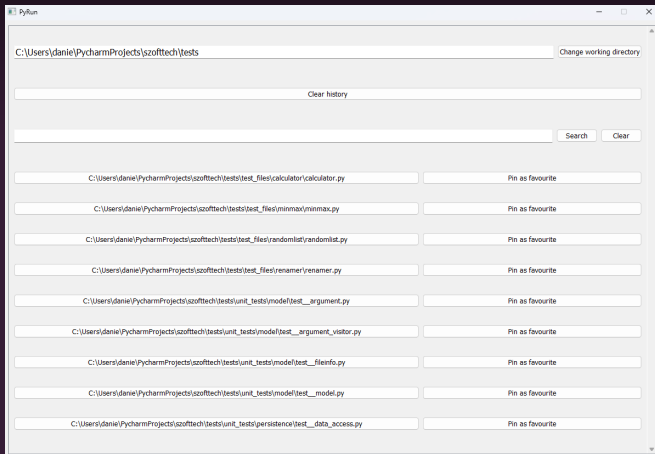 PyRun
C:\Users\danie\PycharmProjects\szofttech\tests
Change working directory
Clear history
Search
Clear
C:\Users\danie\PycharmProjects\szofttech\tests\test_files\calculator\calculator.py
Pin as favourite
C:\Users\danie\PycharmProjects\szofttech\tests\test_files\minmax\minmax.py
Pin as favourite
C:\Users\danie\PycharmProjects\szofttech\tests\test_files\randomlist\randomlist.py
Pin as favourite
C:\Users\danie\PycharmProjects\szofttech\tests\test_files\renamer\renamer.py
Pin as favourite
C:\Users\danie\PycharmProjects\szofttech\tests\unit_tests\model\test__argument.py
Pin as favourite
C:\Users\danie\PycharmProjects\szofttech\tests\unit_tests\model\test__argument_visitor.py
Pin as favourite
C:\Users\danie\PycharmProjects\szofttech\tests\unit_tests\model\test__fileinfo.py
Pin as favourite
C:\Users\danie\PycharmProjects\szofttech\tests\unit_tests\model\test__model.py
Pin as favourite
C:\Users\danie\PycharmProjects\szofttech\tests\unit_tests\persistence\test__data_access.py
Pin as favourite